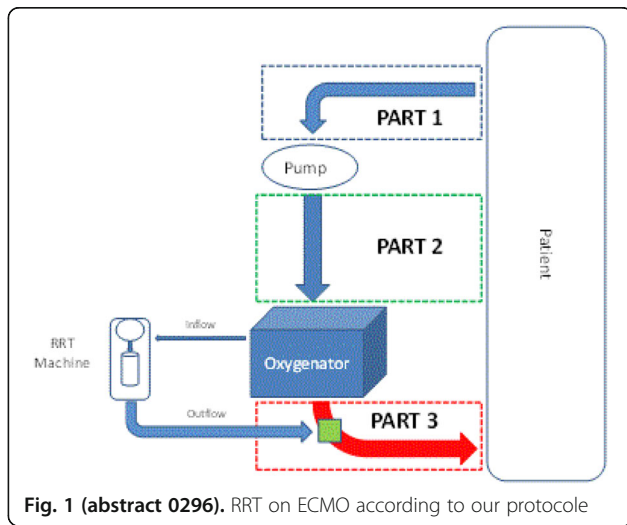 PART 1
Pump
PART 2
Patient
Inflow
RRT
Machine
Oxygenator
Outflow
PART 3
Fig. 1 (abstract 0296). RRT on ECMO according to our protocole